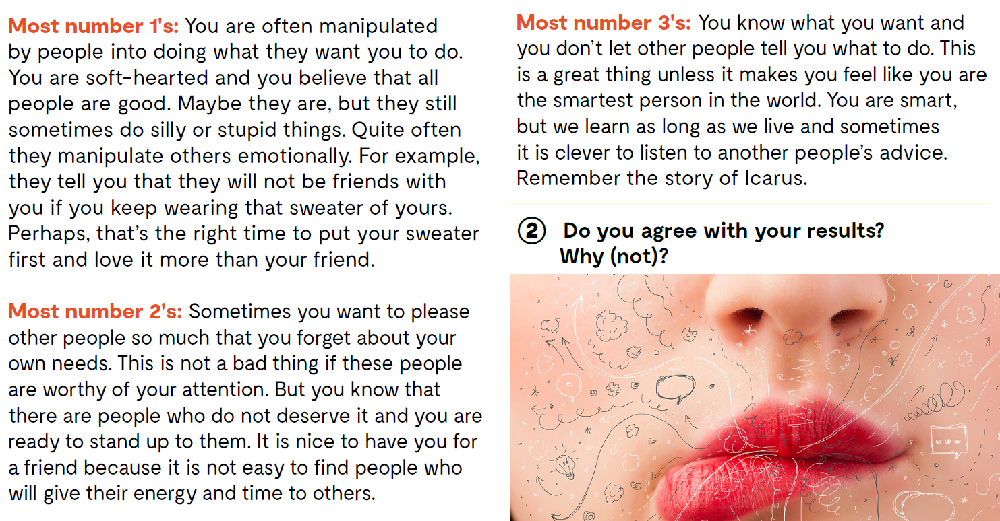 Most number 1's: You are often manipulated
by people into doing what they want you to do.
You are soft-hearted and you believe that all
people are good. Maybe they are, but they still
sometimes do silly or stupid things. Quite often
they manipulate others emotionally. For example,
they tell you that they will not be friends with
you if you keep wearing that sweater of yours.
Perhaps, that’s the right time to put your sweater
first and love it more than your friend.
Most number 2's: Sometimes you want to please
other people so much that you forget about your
own needs. This is not a bad thing if these people
are worthy of your attention. But you know that
there are people who do not deserve it and you are
ready to stand up to them. It is nice to have you for
a friend because it is not easy to find people who
will give their energy and time to others.
Most number 3's: You know what you want and
you don’t let other people tell you what to do. This
is a great thing unless it makes you feel like you are
the smartest person in the world. You are smart,
but we learn as long as we live and sometimes
it is clever to listen to another people’s advice.
Remember the story of Icarus.
2 Do you agree with your results?
Why (not)?